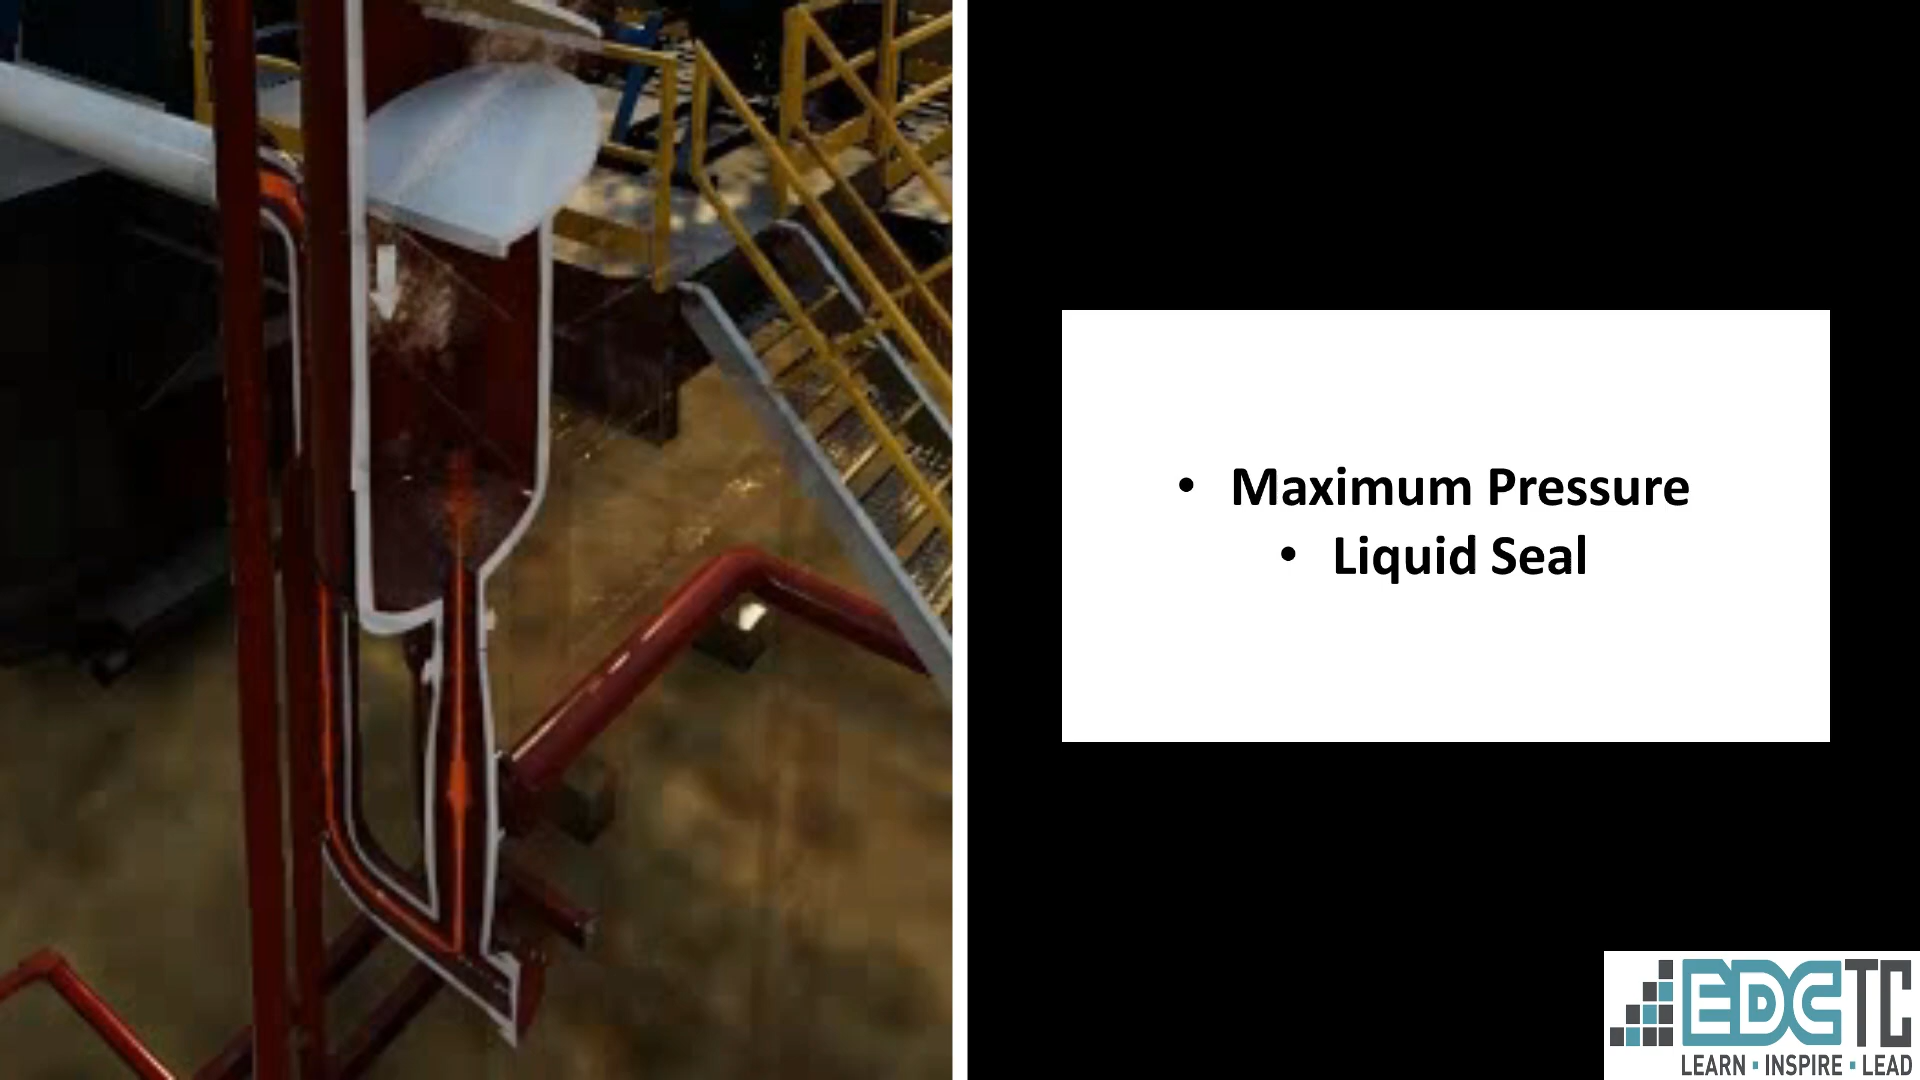 • Maximum Pressure
• Liquid Seal
EDCTC
LEARN · INSPIRE · LEAD